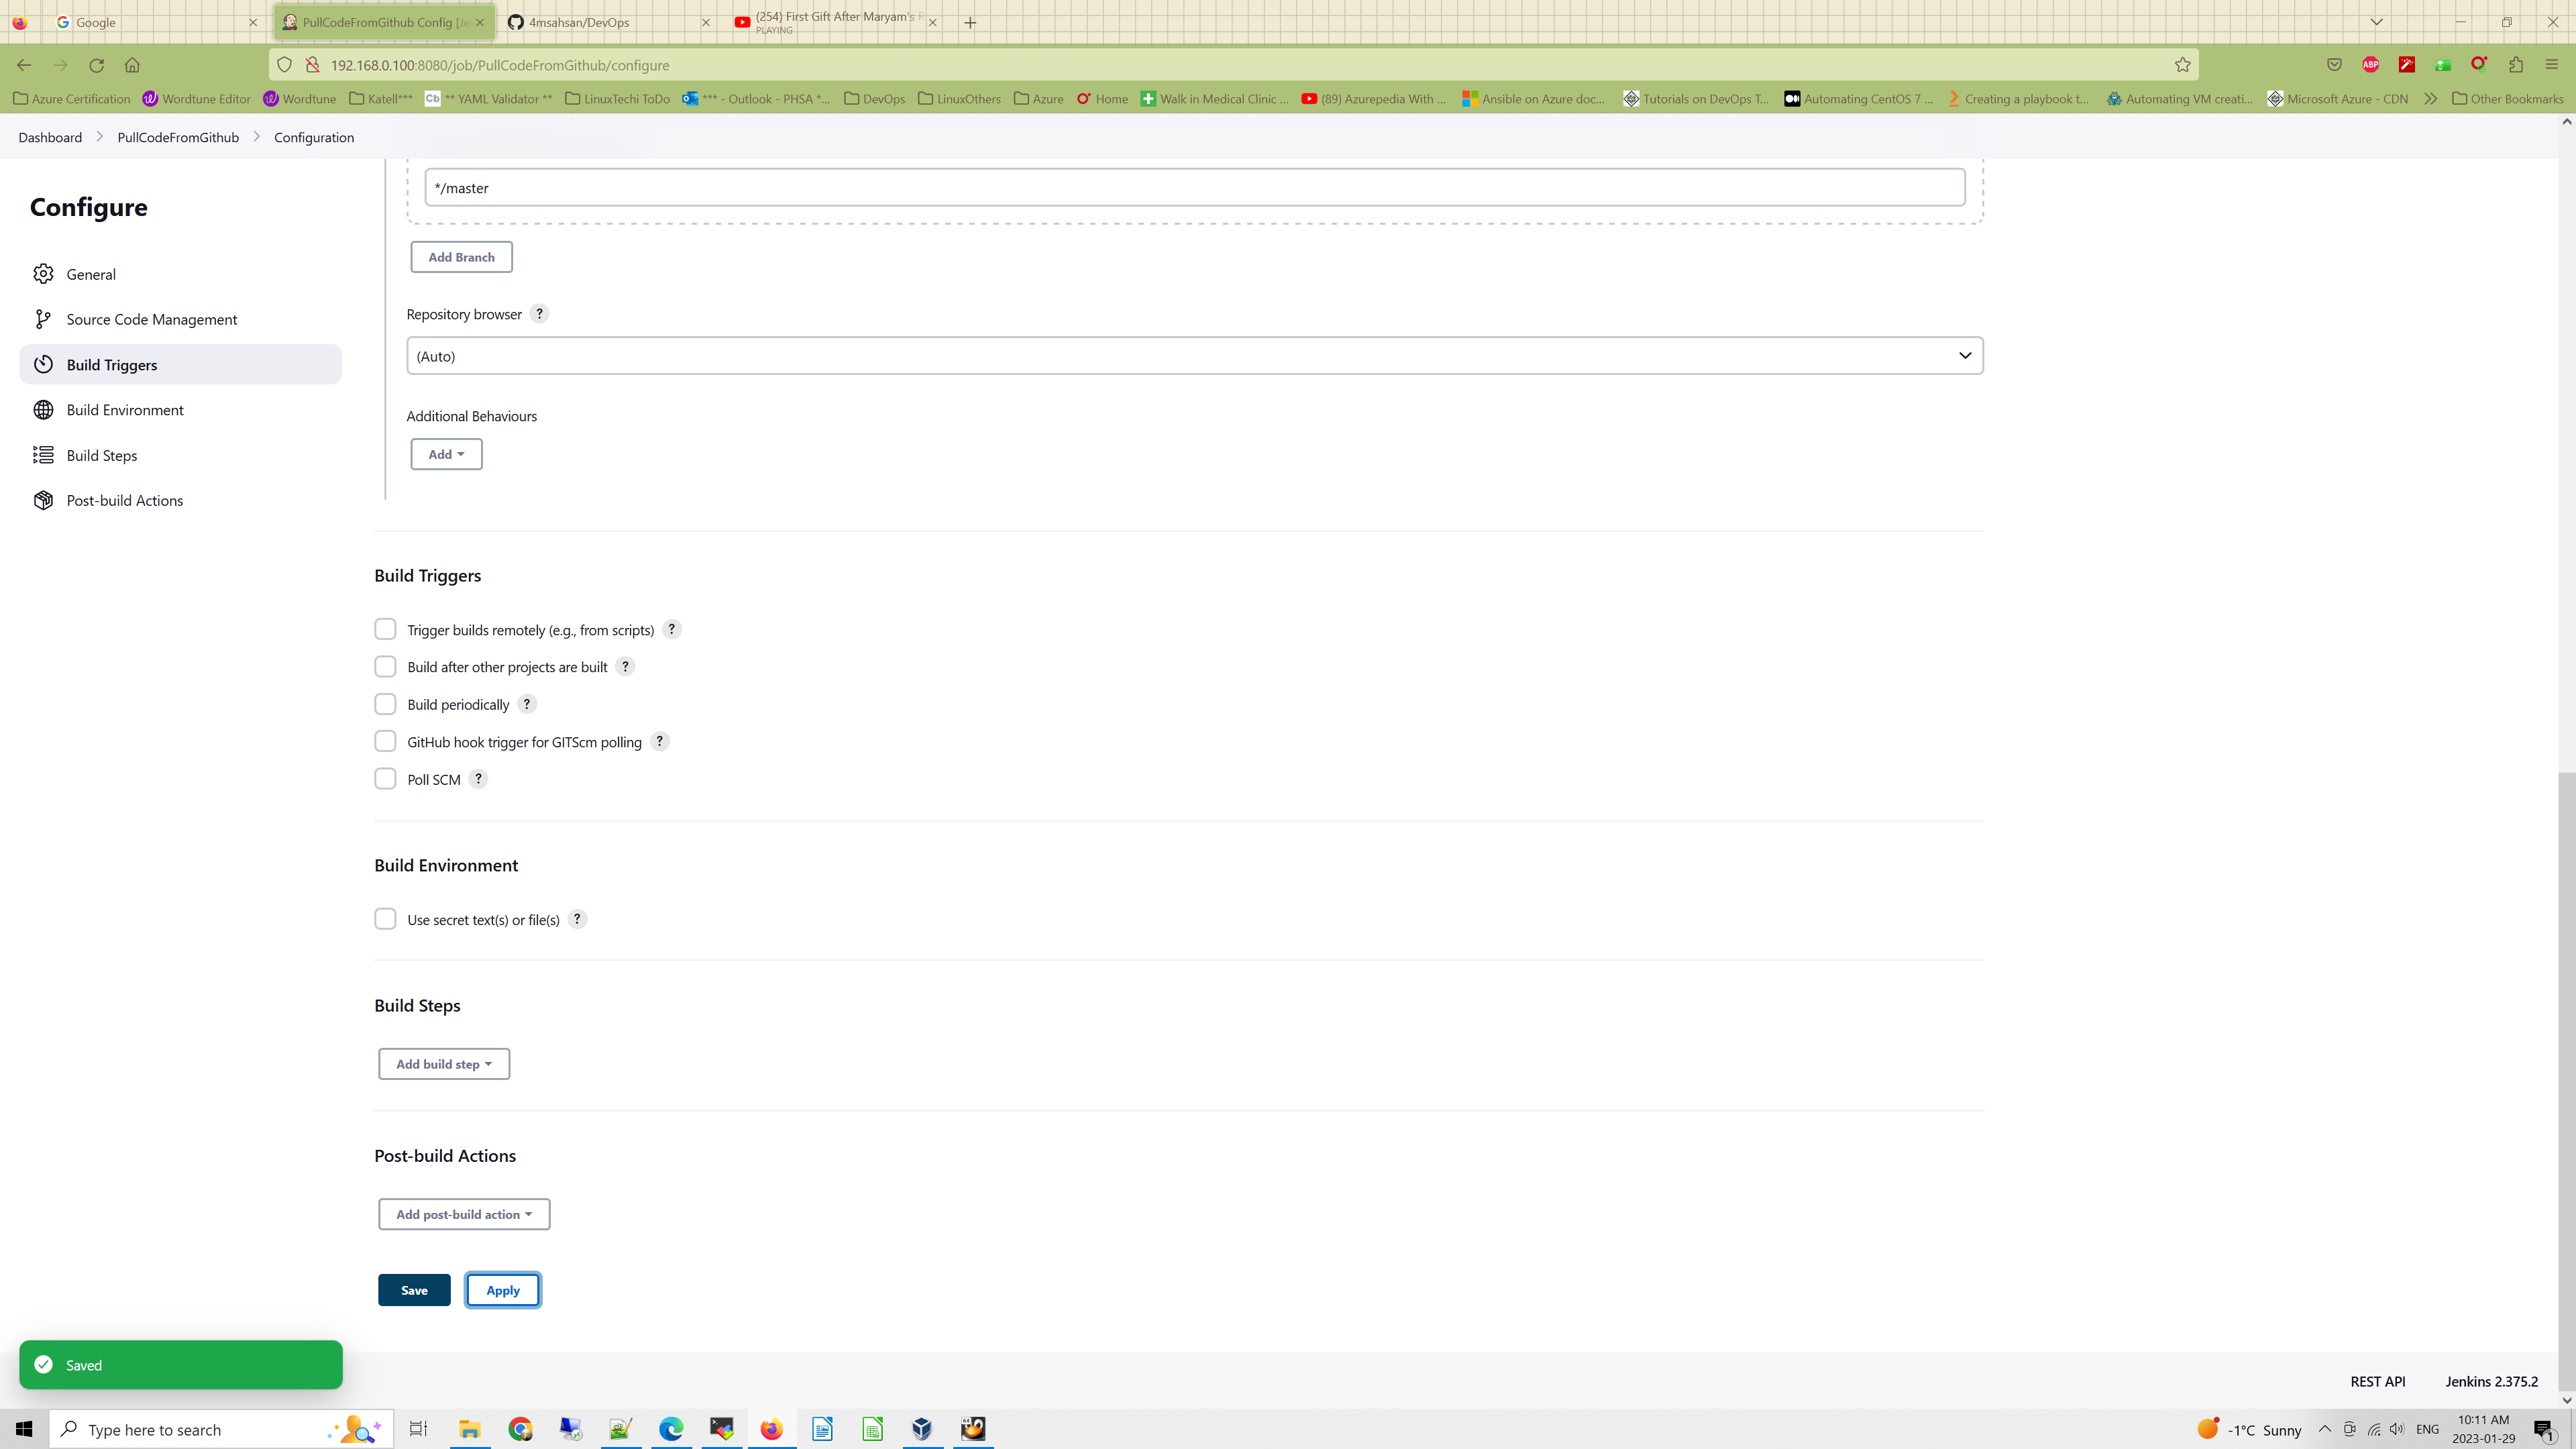 Google
PullCodeFromGithub Config [Je
4msahsan/DevOps
(254) First Gift After Maryam's
PLAYING
192.168.0.100:8080/job/PullCodeFromGithub/configure
ABP
Azure Certification
Wordtune Editor
Wordtune
Katell***
Cb
** YAML Validator **
LinuxTechi ToDo
*** - Outlook - PHSA *...
DevOps
LinuxOthers
Azure
Home
Walk in Medical Clinic ...
(89) Azurepedia With ...
Ansible on Azure doc...
Tutorials on DevOps T...
Automating CentOS 7 ...
Creating a playbook t...
Automating VM creati...
Microsoft Azure - CDN
Other Bookmarks
Dashboard
PullCodeFromGithub
Configuration
Configure
General
Source Code Management
Build Triggers
Build Environment
Build Steps
Post-build Actions
*/master
Add Branch
Repository browser ?
(Auto)
Additional Behaviours
Add
Build Triggers
Trigger builds remotely (e.g., from scripts) ?
Build after other projects are built ?
Build periodically ?
GitHub hook trigger for GITScm polling ?
Poll SCM ?
Build Environment
Use secret text(s) or file(s) ?
Build Steps
Add build step
Post-build Actions
Add post-build action
Save
Apply
Saved
REST API
Jenkins 2.375.2
Type here to search
-1°C Sunny
ENG
10:11 AM
2023-01-29
1